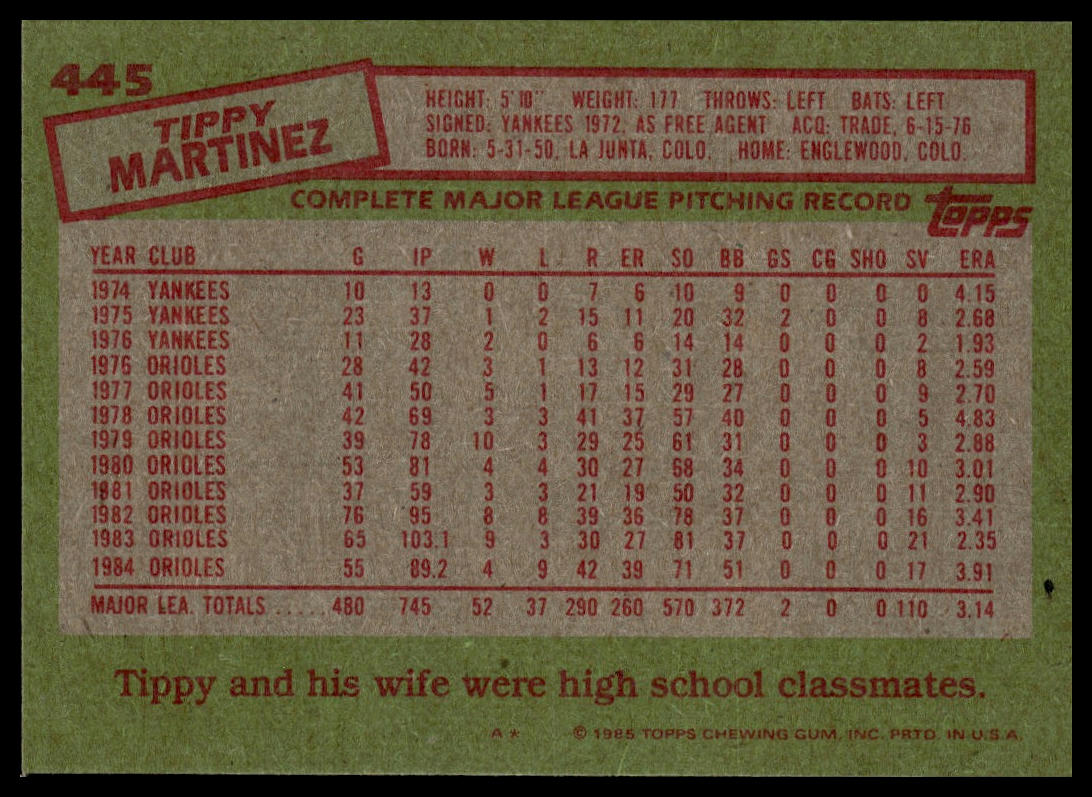 445
TIPPY
MARTINEZ
HEIGHT: 5'10" WEIGHT: 177 THROWS: LEFT BATS: LEFT
SIGNED: YANKEES 1972, AS FREE AGENT ACQ: TRADE, 6-15-76
BORN: 5-31-50, LA JUNTA, COLO. HOME: ENGLEWOOD, COLO.
COMPLETE MAJOR LEAGUE PITCHING RECORD topps
YEAR CLUB G IP W L R ER SO BB GS CG SHO SV ERA
1974 YANKEES 10 13 0 0 7 6 10 9 0 0 0 0 4.15
1975 YANKEES 23 37 1 2 15 11 20 32 2 0 0 8 2.68
1976 YANKEES 11 28 2 0 6 6 14 14 0 0 0 2 1.93
1976 ORIOLES 28 42 3 1 13 12 31 28 0 0 0 8 2.59
1977 ORIOLES 41 50 5 1 17 15 29 27 0 0 0 9 2.70
1978 ORIOLES 42 69 3 3 41 37 57 40 0 0 0 5 4.83
1979 ORIOLES 39 78 10 3 29 25 61 31 0 0 0 3 2.88
1980 ORIOLES 53 81 4 4 30 27 68 34 0 0 0 10 3.01
1981 ORIOLES 37 59 3 3 21 19 50 32 0 0 0 11 2.90
1982 ORIOLES 76 95 8 8 39 36 78 37 0 0 0 16 3.41
1983 ORIOLES 65 103.1 9 3 30 27 81 37 0 0 0 21 2.35
1984 ORIOLES 55 89.2 4 9 42 39 71 51 0 0 0 17 3.91
MAJOR LEA. TOTALS ..... 480 745 52 37 290 260 570 372 2 0 0 110 3.14
Tippy and his wife were high school classmates.
A* © 1985 TOPPS CHEWING GUM, INC. PRTD. IN U.S.A.